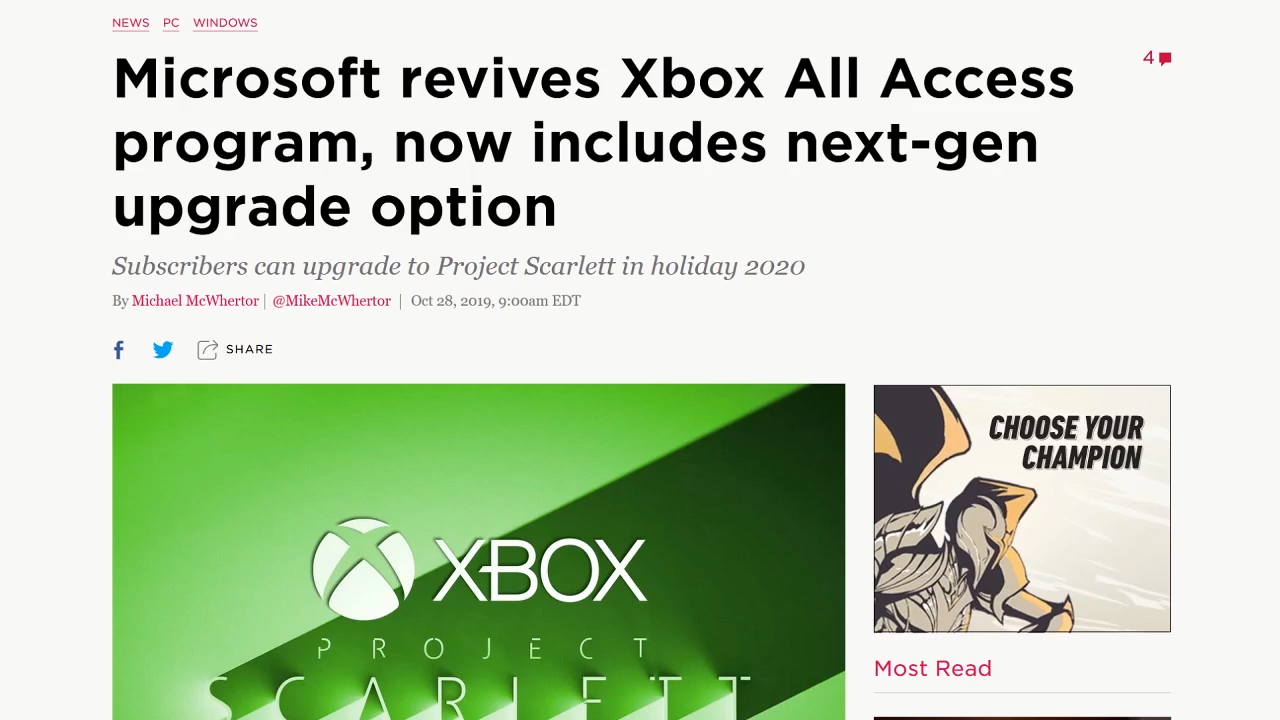 NEWS PC WINDOWS
Microsoft revives Xbox All Access
program, now includes next-gen
upgrade option
4
Subscribers can upgrade to Project Scarlett in holiday 2020
By Michael McWhertor | @MikeMcWhertor | Oct 28, 2019, 9:00am EDT
SHARE
XBOX
PROJECT
SCARLETT
CHOOSE YOUR
CHAMPION
Most Read